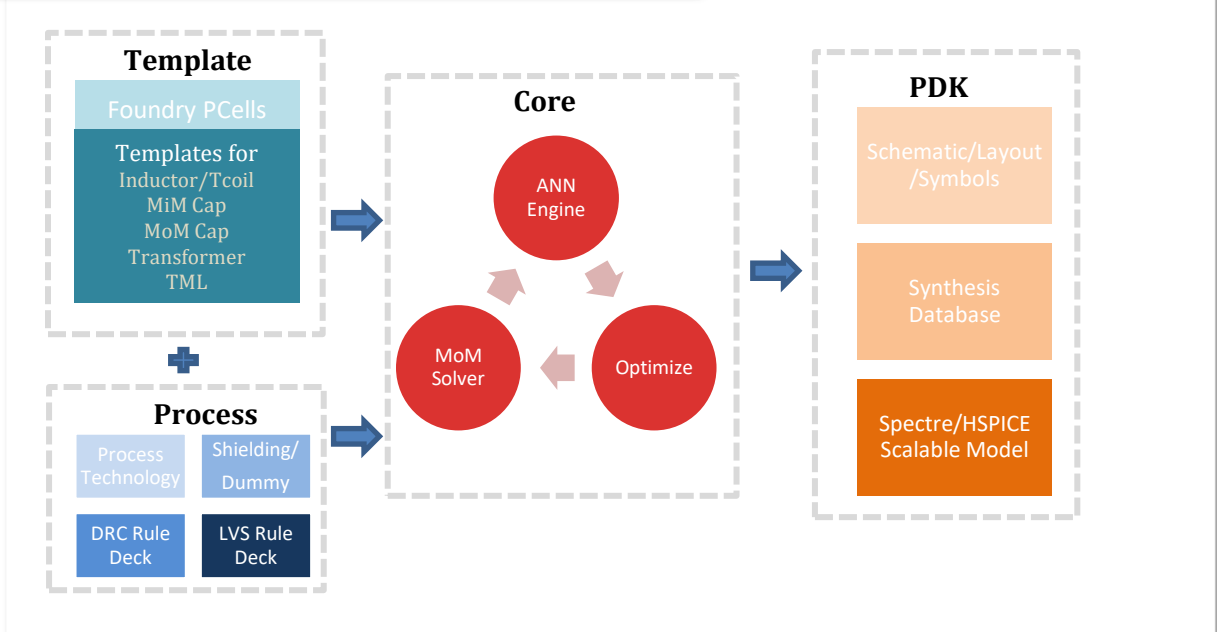 Template
Foundry PCells
Templates for
Inductor/Tcoil
MiM Cap
MoM Cap
Transformer
TML
Process
Process
Technology
Shielding/
Dummy
DRC Rule
Deck
LVS Rule
Deck
Core
ANN
Engine
MoM
Solver
Optimize
PDK
Schematic/Layout
/Symbols
Synthesis
Database
Spectre/HSPICE
Scalable Model